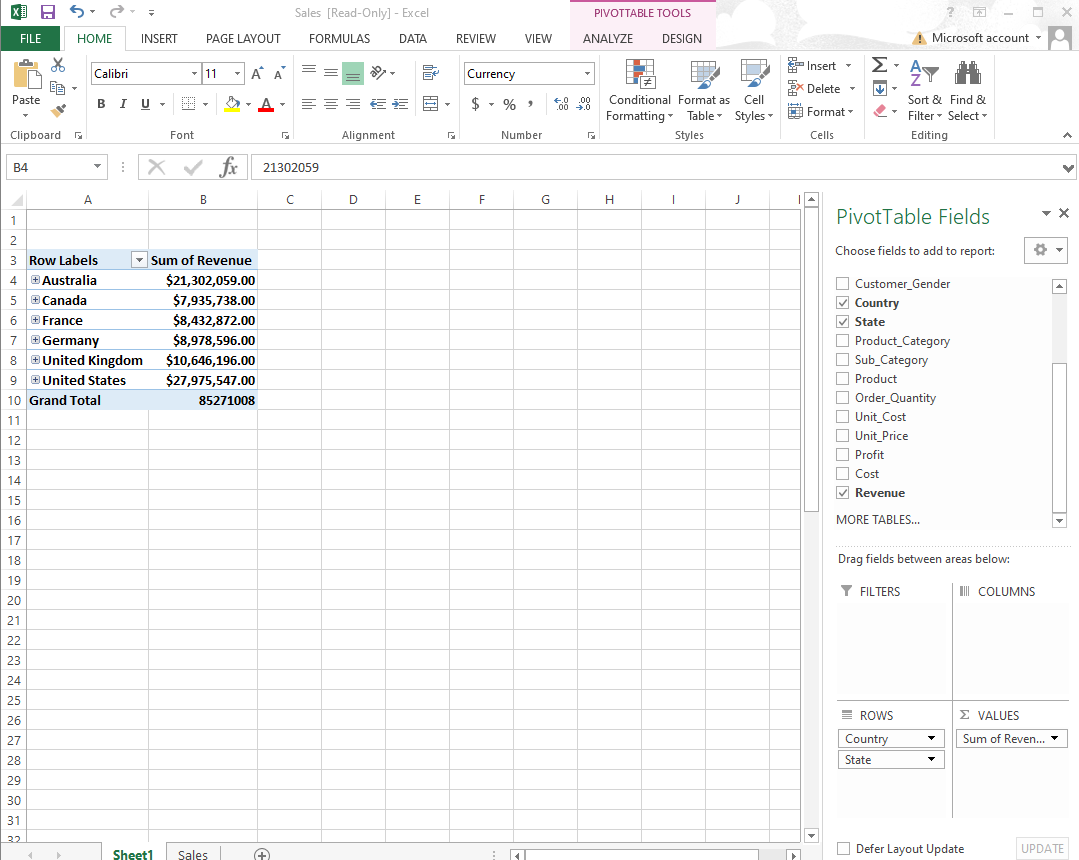 Sales [Read-Only] - Excel
PIVOTTABLE TOOLS
?
FILE HOME INSERT PAGE LAYOUT FORMULAS DATA REVIEW VIEW ANALYZE DESIGN Microsoft account
Paste
Calibri 11
B I U A
Currency
$ % ,
Conditional Formatting
Format as Table
Cell Styles
Insert
Delete
Format
Sort & Filter
Find & Select
Clipboard Font Alignment Number Styles Cells Editing
B4 fx 21302059
A B C D E F G H I J
1
2
3 Row Labels Sum of Revenue
4 Australia $21,302,059.00
5 Canada $7,935,738.00
6 France $8,432,872.00
7 Germany $8,978,596.00
8 United Kingdom $10,646,196.00
9 United States $27,975,547.00
10 Grand Total 85271008
11
12
13
14
15
16
17
18
19
20
21
22
23
24
25
26
27
28
29
30
31
32
Sheet1 Sales
PivotTable Fields
Choose fields to add to report:
Customer_Gender
Country
State
Product_Category
Sub_Category
Product
Order_Quantity
Unit_Cost
Unit_Price
Profit
Cost
Revenue
MORE TABLES...
Drag fields between areas below:
FILTERS COLUMNS
ROWS Σ VALUES
Country Sum of Reven...
State
Defer Layout Update UPDATE